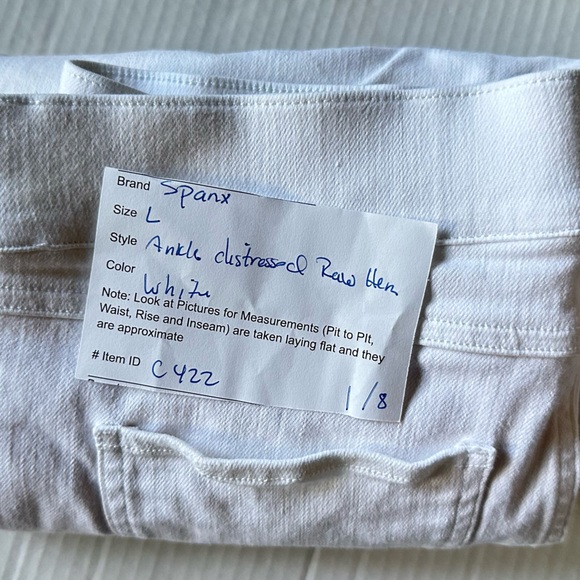 Brand Spanx
Size L
Style Ankle distressed Raw Hem
Color White
Note: Look at Pictures for Measurements (Pit to PIt,
Waist, Rise and Inseam) are taken laying flat and they
are approximate
# Item ID C422
1/8